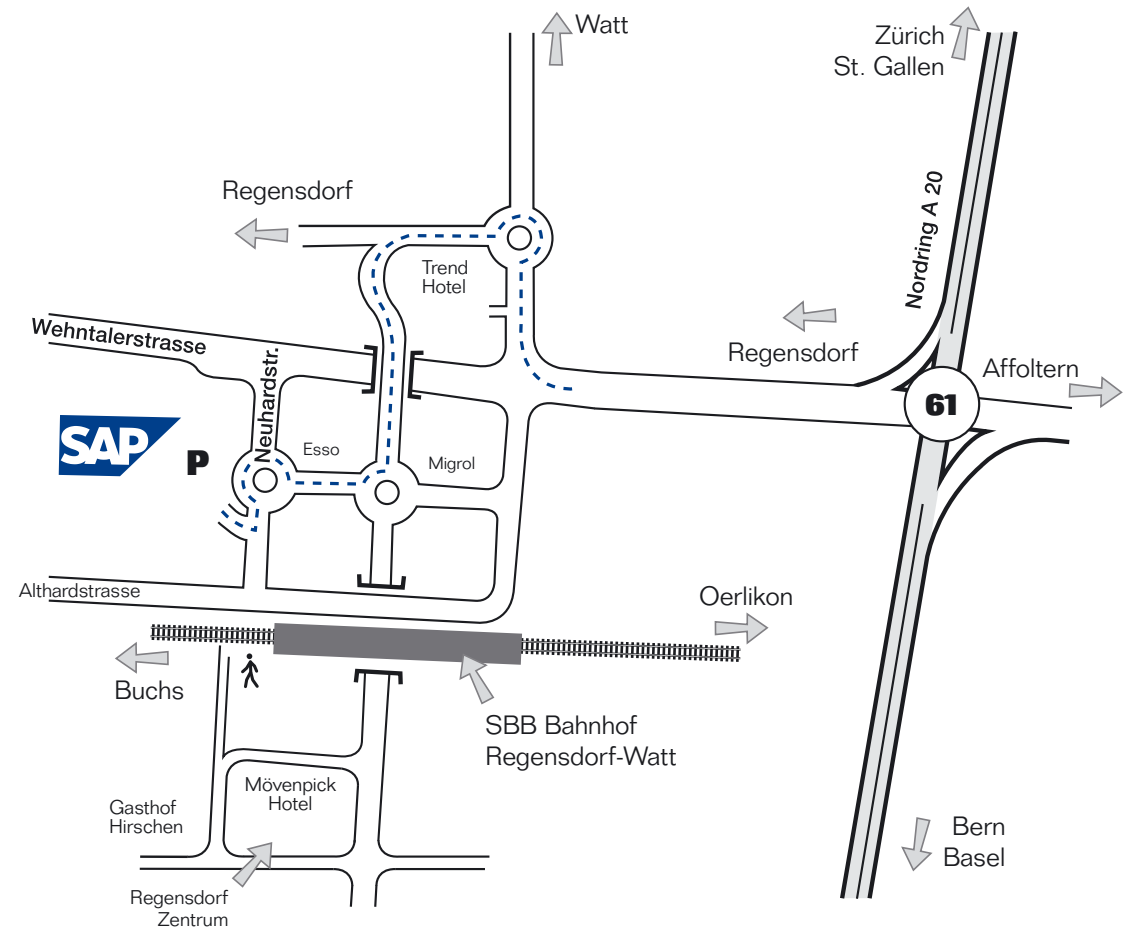 Watt
Zürich
St. Gallen
Regensdorf
Nordring A 20
Trend
Hotel
Wehntalerstrasse
Neuhardstr.
Regensdorf
Affoltern
61
SAP
P
Esso
Migrol
Althardstrasse
Oerlikon
Buchs
SBB Bahnhof
Regensdorf-Watt
Mövenpick
Hotel
Gasthof
Hirschen
Bern
Basel
Regensdorf
Zentrum